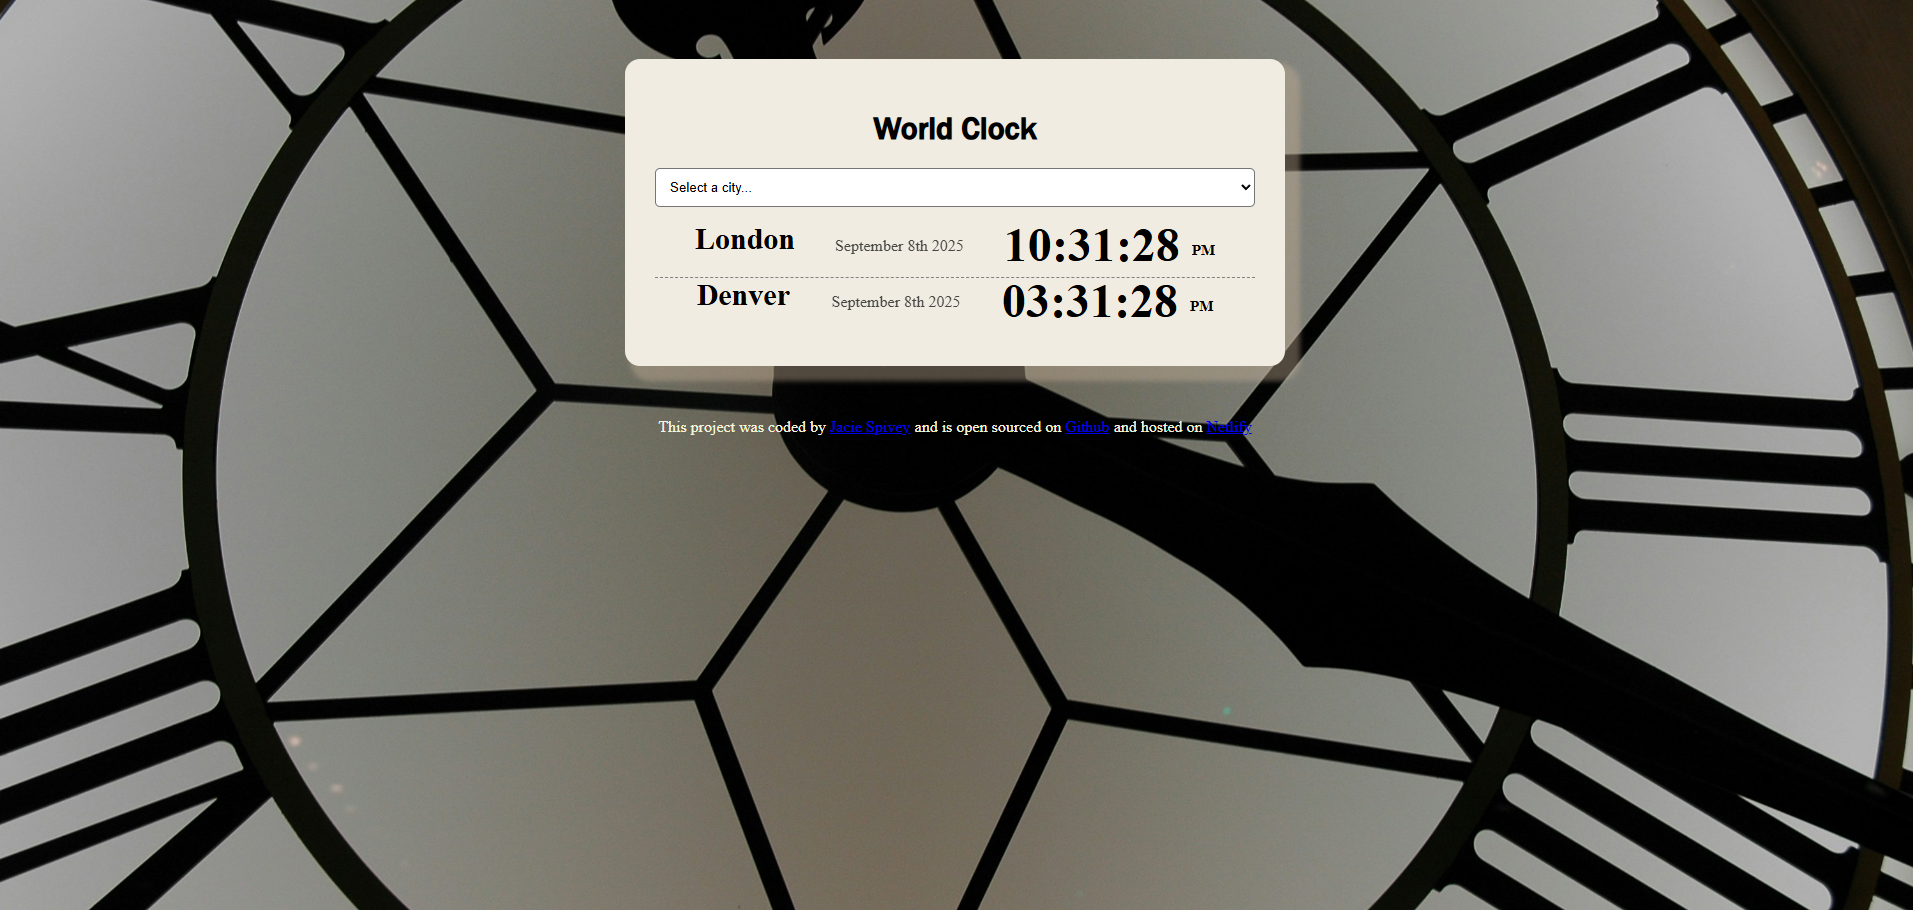 World Clock
Select a city...
London September 8th 2025 10:31:28 PM
Denver September 8th 2025 03:31:28 PM
This project was coded by Jacie Spivey and is open sourced on Github and hosted on Netlify